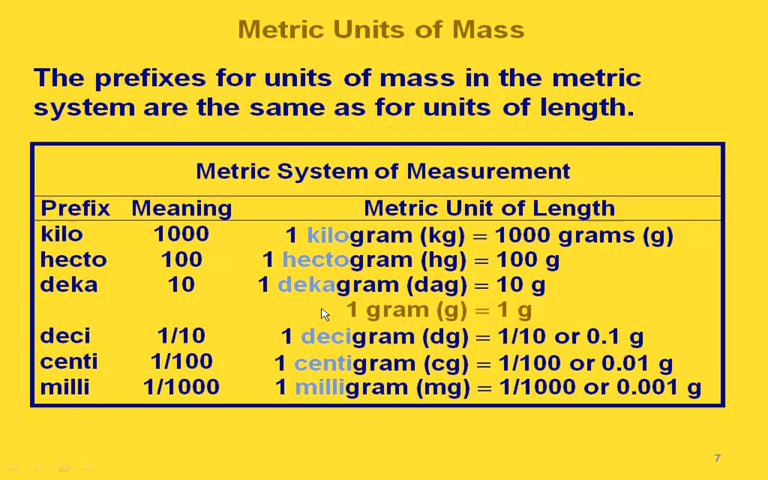 Metric Units of Mass
The prefixes for units of mass in the metric
system are the same as for units of length.
Metric System of Measurement
Prefix Meaning Metric Unit of Length
kilo 1000 1 kilogram (kg) = 1000 grams (g)
hecto 100 1 hectogram (hg) = 100 g
deka 10 1 dekagram (dag) = 10 g
1 gram (g) = 1 g
deci 1/10 1 decigram (dg) = 1/10 or 0.1 g
centi 1/100 1 centigram (cg) = 1/100 or 0.01 g
milli 1/1000 1 milligram (mg) = 1/1000 or 0.001 g
7